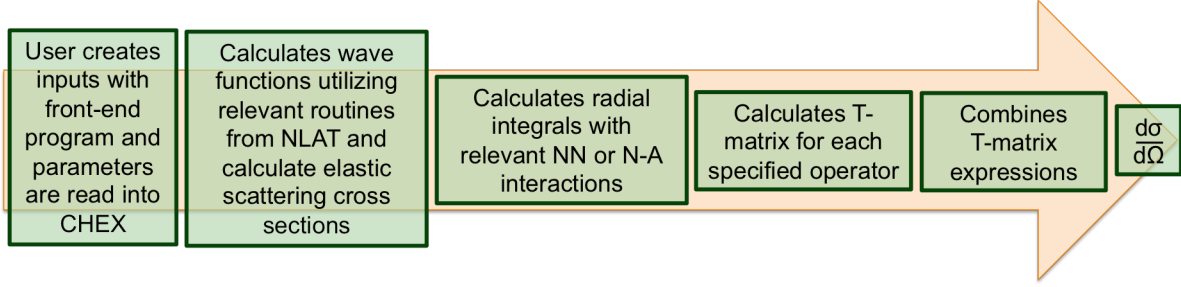 User creates
inputs with
front-end
program and
parameters
are read into
CHEX
Calculates wave
functions utilizing
relevant routines
from NLAT and
calculate elastic
scattering cross
sections
Calculates radial
integrals with
relevant NN or N-A
interactions
Calculates T-
matrix for each
specified operator
Combines
T-matrix
expressions
dσ
dΩ